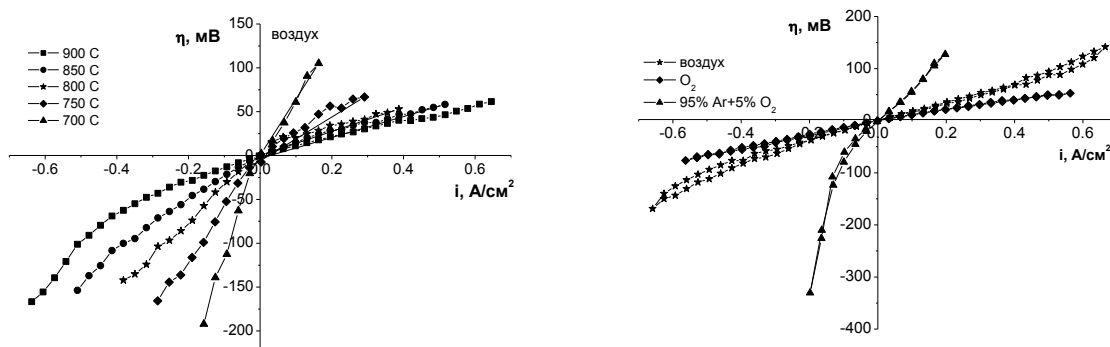 η, мВ
воздух
900 C
850 C
800 C
750 C
700 C
150
100
50
0
-50
-100
-150
-200
-0.6 -0.4 -0.2 0.0 0.2 0.4 0.6
i, А/см²
η, мВ
воздух
O₂
95% Ar+5% O₂
200
100
0
-100
-200
-300
-400
-0.6 -0.4 -0.2 0.0 0.2 0.4 0.6
i, А/см²